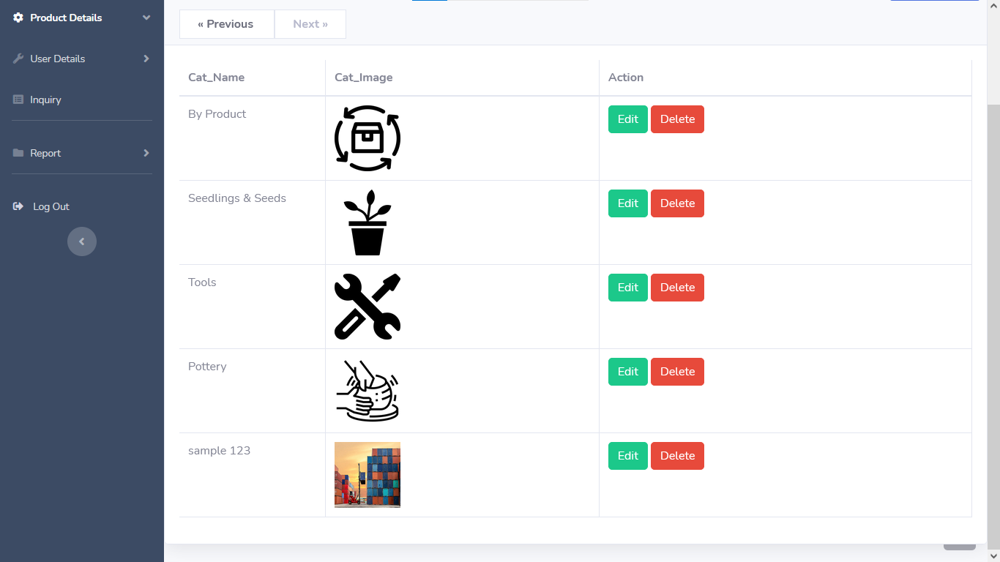 Product Details
User Details
Inquiry
Report
Log Out
« Previous Next »
Cat_Name Cat_Image Action
By Product Edit Delete
Seedlings & Seeds Edit Delete
Tools Edit Delete
Pottery Edit Delete
sample 123 Edit Delete